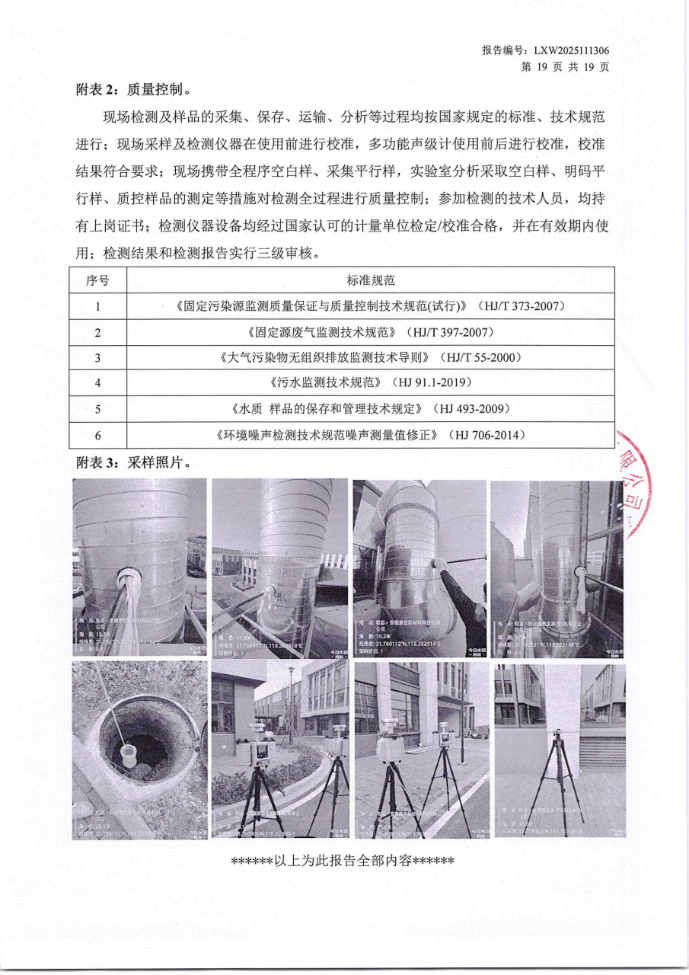 报告编号：LXW2025111306
第 19 页 共 19 页
附表 2：质量控制。
现场检测及样品的采集、保存、运输、分析等过程均按国家规定的标准、技术规范
进行；现场采样及检测仪器在使用前进行校准，多功能声级计使用前后进行校准，校准
结果符合要求；现场携带全程序空白样、采集平行样，实验室分析采取空白样、明码平
行样、质控样品的测定等措施对检测全过程进行质量控制；参加检测的技术人员，均持
有上岗证书；检测仪器设备均经过国家认可的计量单位检定/校准合格，并在有效期内使
用；检测结果和检测报告实行三级审核。
序号 标准规范
1 《固定污染源监测质量保证与质量控制技术规范(试行)》（HJ/T 373-2007）
2 《固定源废气监测技术规范》（HJ/T 397-2007）
3 《大气污染物无组织排放监测技术导则》（HJ/T 55-2000）
4 《污水监测技术规范》（HJ 91.1-2019）
5 《水质 样品的保存和管理技术规定》（HJ 493-2009）
6 《环境噪声检测技术规范噪声测量值修正》（HJ 706-2014）
附表 3：采样照片。
限公司
******以上为此报告全部内容******